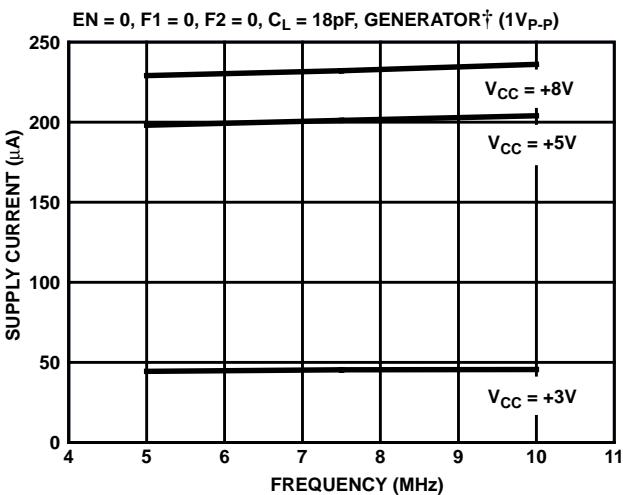 EN = 0, F1 = 0, F2 = 0, CL = 18pF, GENERATOR† (1VP-P)
250
200
150
100
50
0
SUPPLY CURRENT (µA)
VCC = +8V
VCC = +5V
VCC = +3V
4 5 6 7 8 9 10 11
FREQUENCY (MHz)